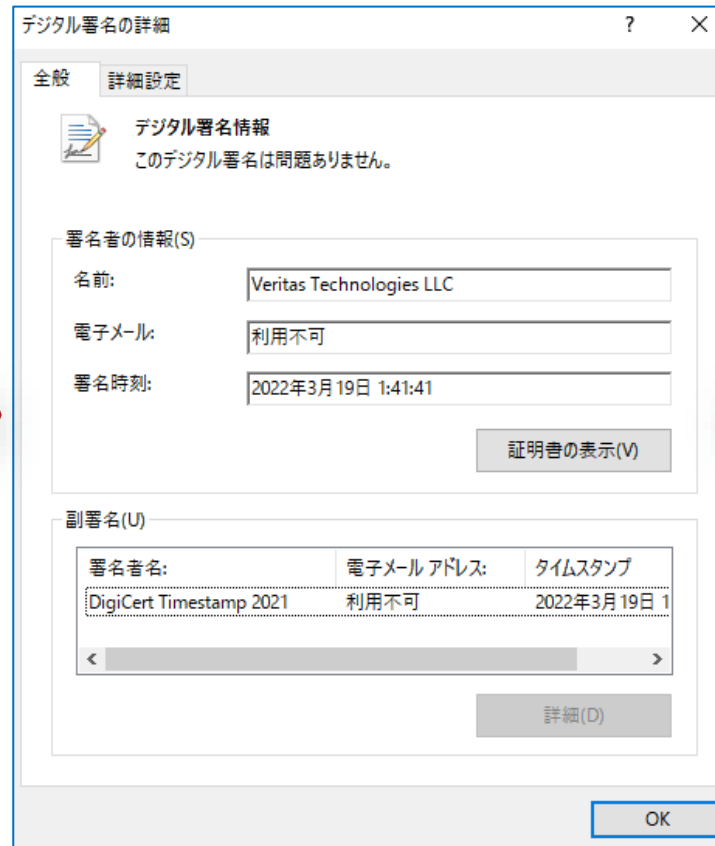 デジタル署名の詳細 ?
全般 詳細設定
デジタル署名情報
このデジタル署名は問題ありません。
署名者の情報(S)
名前: Veritas Technologies LLC
電子メール: 利用不可
署名時刻: 2022年3月19日 1:41:41
証明書の表示(V)
副署名(U)
署名者名: 電子メール アドレス: タイムスタンプ
DigiCert Timestamp 2021 利用不可 2022年3月19日 1
詳細(D)
OK